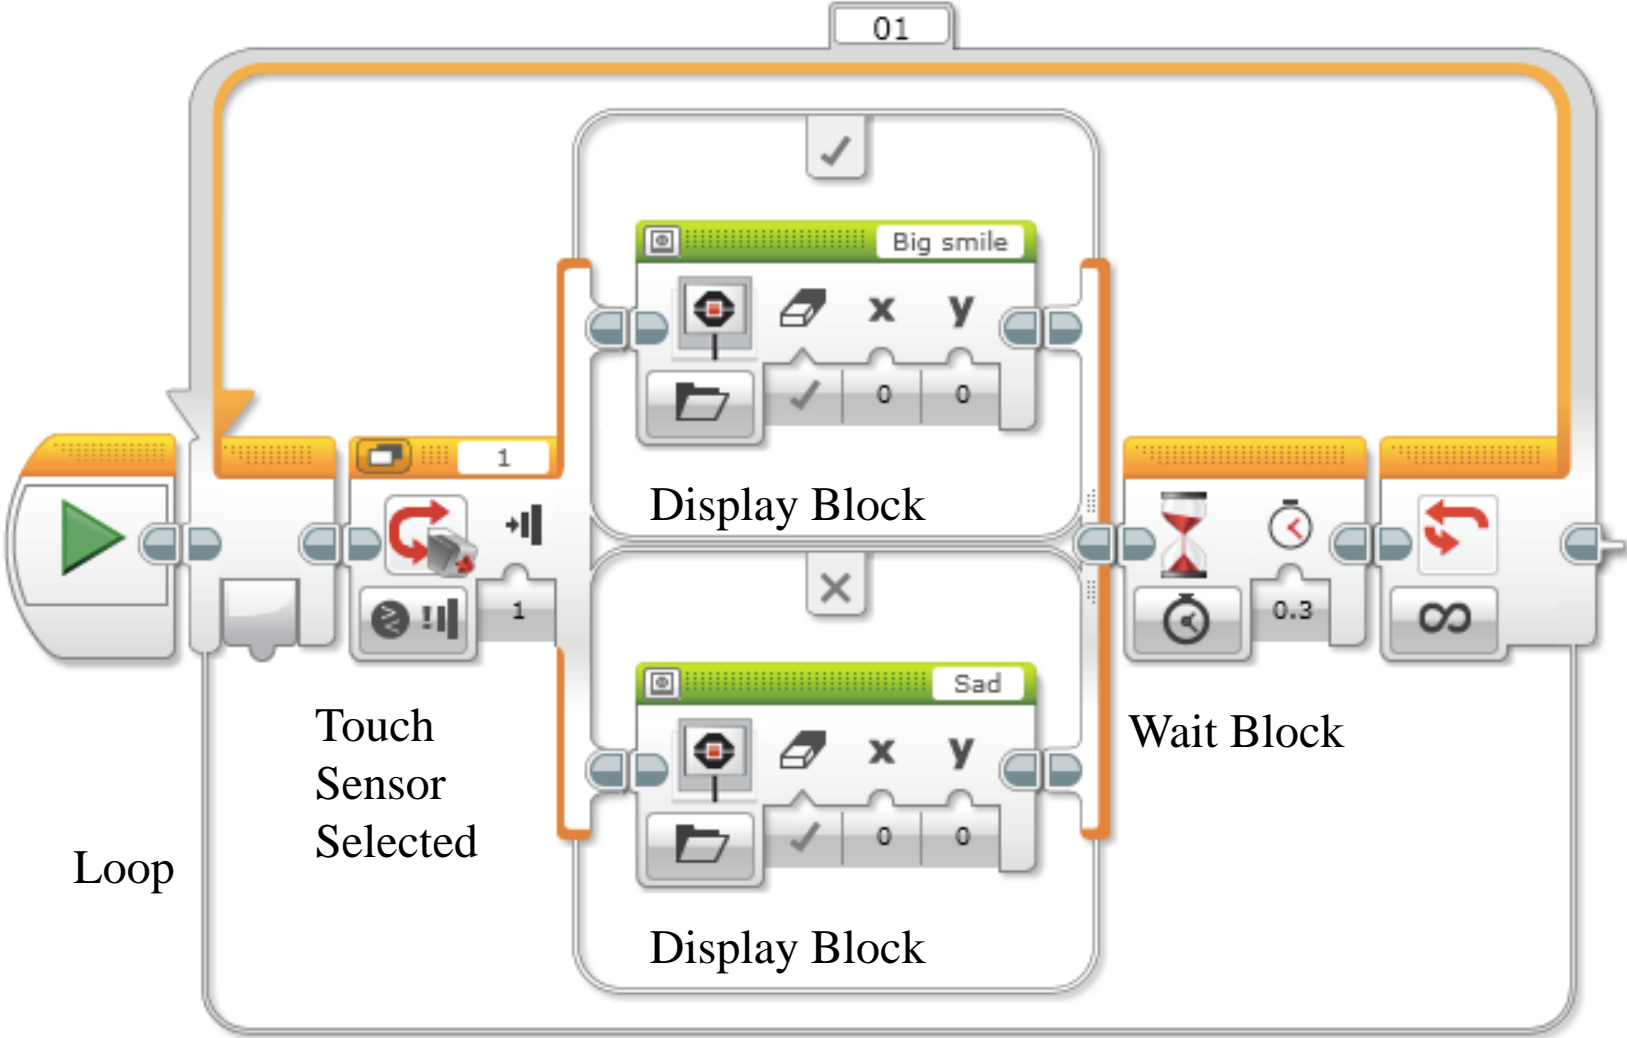 01
Big smile
x y
0 0
1
Display Block
1
0.3
∞
Sad
x y
0 0
Touch
Sensor
Selected
Wait Block
Loop
Display Block